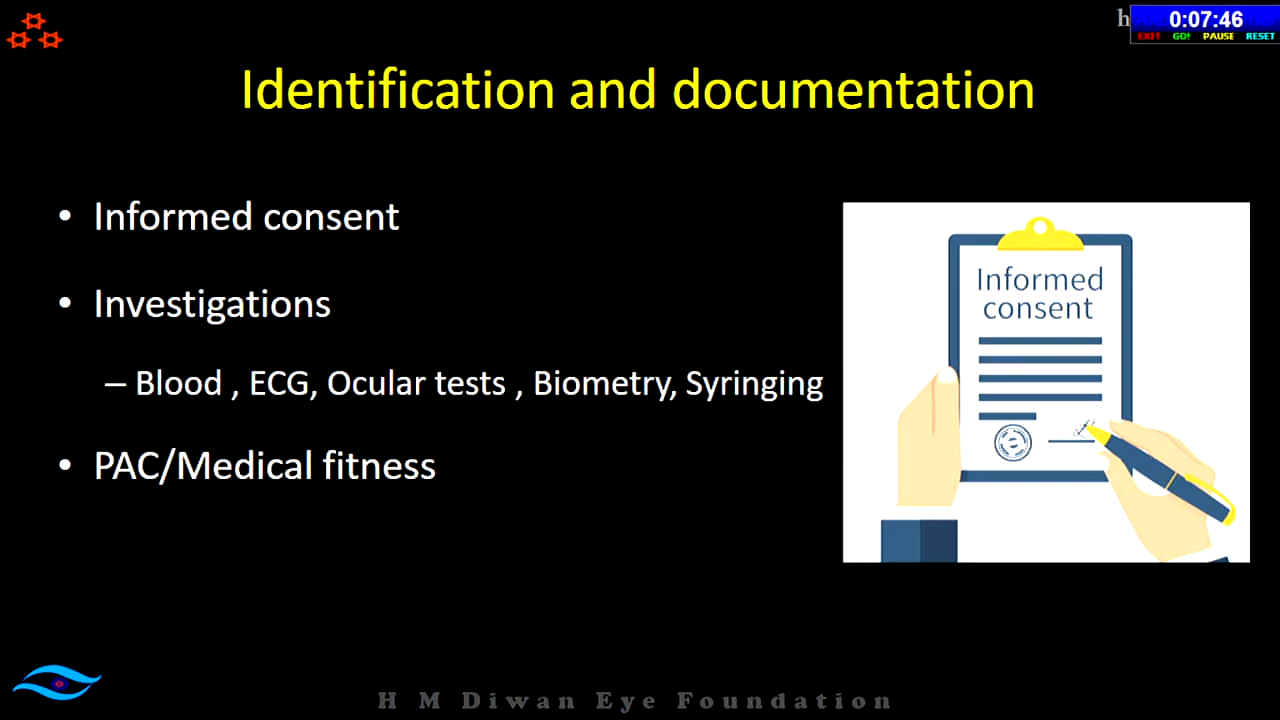 h
0:07:46
EXIT GO! PAUSE RESET
Identification and documentation
• Informed consent
• Investigations
– Blood , ECG, Ocular tests , Biometry, Syringing
• PAC/Medical fitness
Informed
consent
H M Diwan Eye Foundation